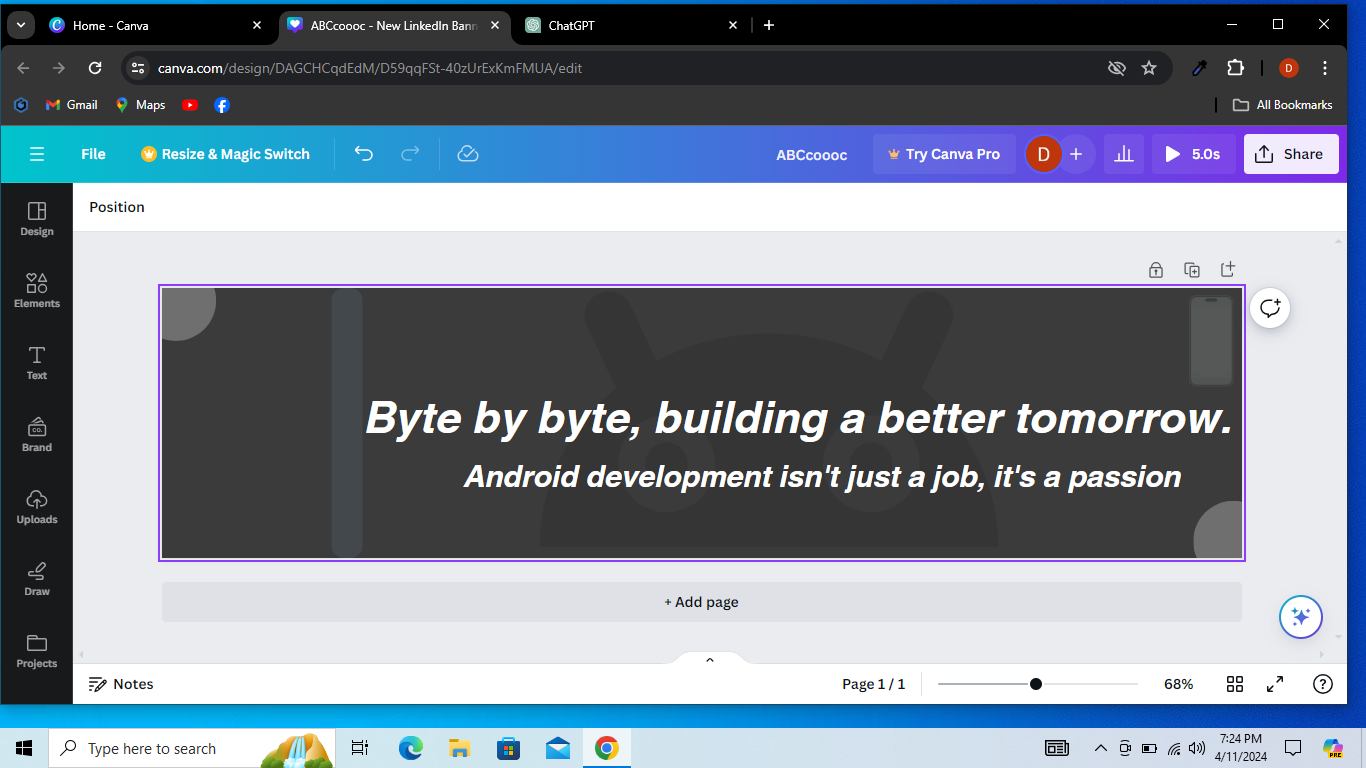 Home - Canva
ABCcoooc - New LinkedIn Bann
ChatGPT
canva.com/design/DAGCHCqdEdM/D59qqFSt-40zUrExKmFMUA/edit
D
Gmail
Maps
All Bookmarks
File
Resize & Magic Switch
ABCcoooc
Try Canva Pro
D
5.0s
Share
Position
Design
Elements
Text
CO.
Brand
Uploads
Draw
Projects
Byte by byte, building a better tomorrow.
Android development isn't just a job, it's a passion
+ Add page
Notes
Page 1 / 1
68%
Type here to search
7:24 PM
4/11/2024
PRE